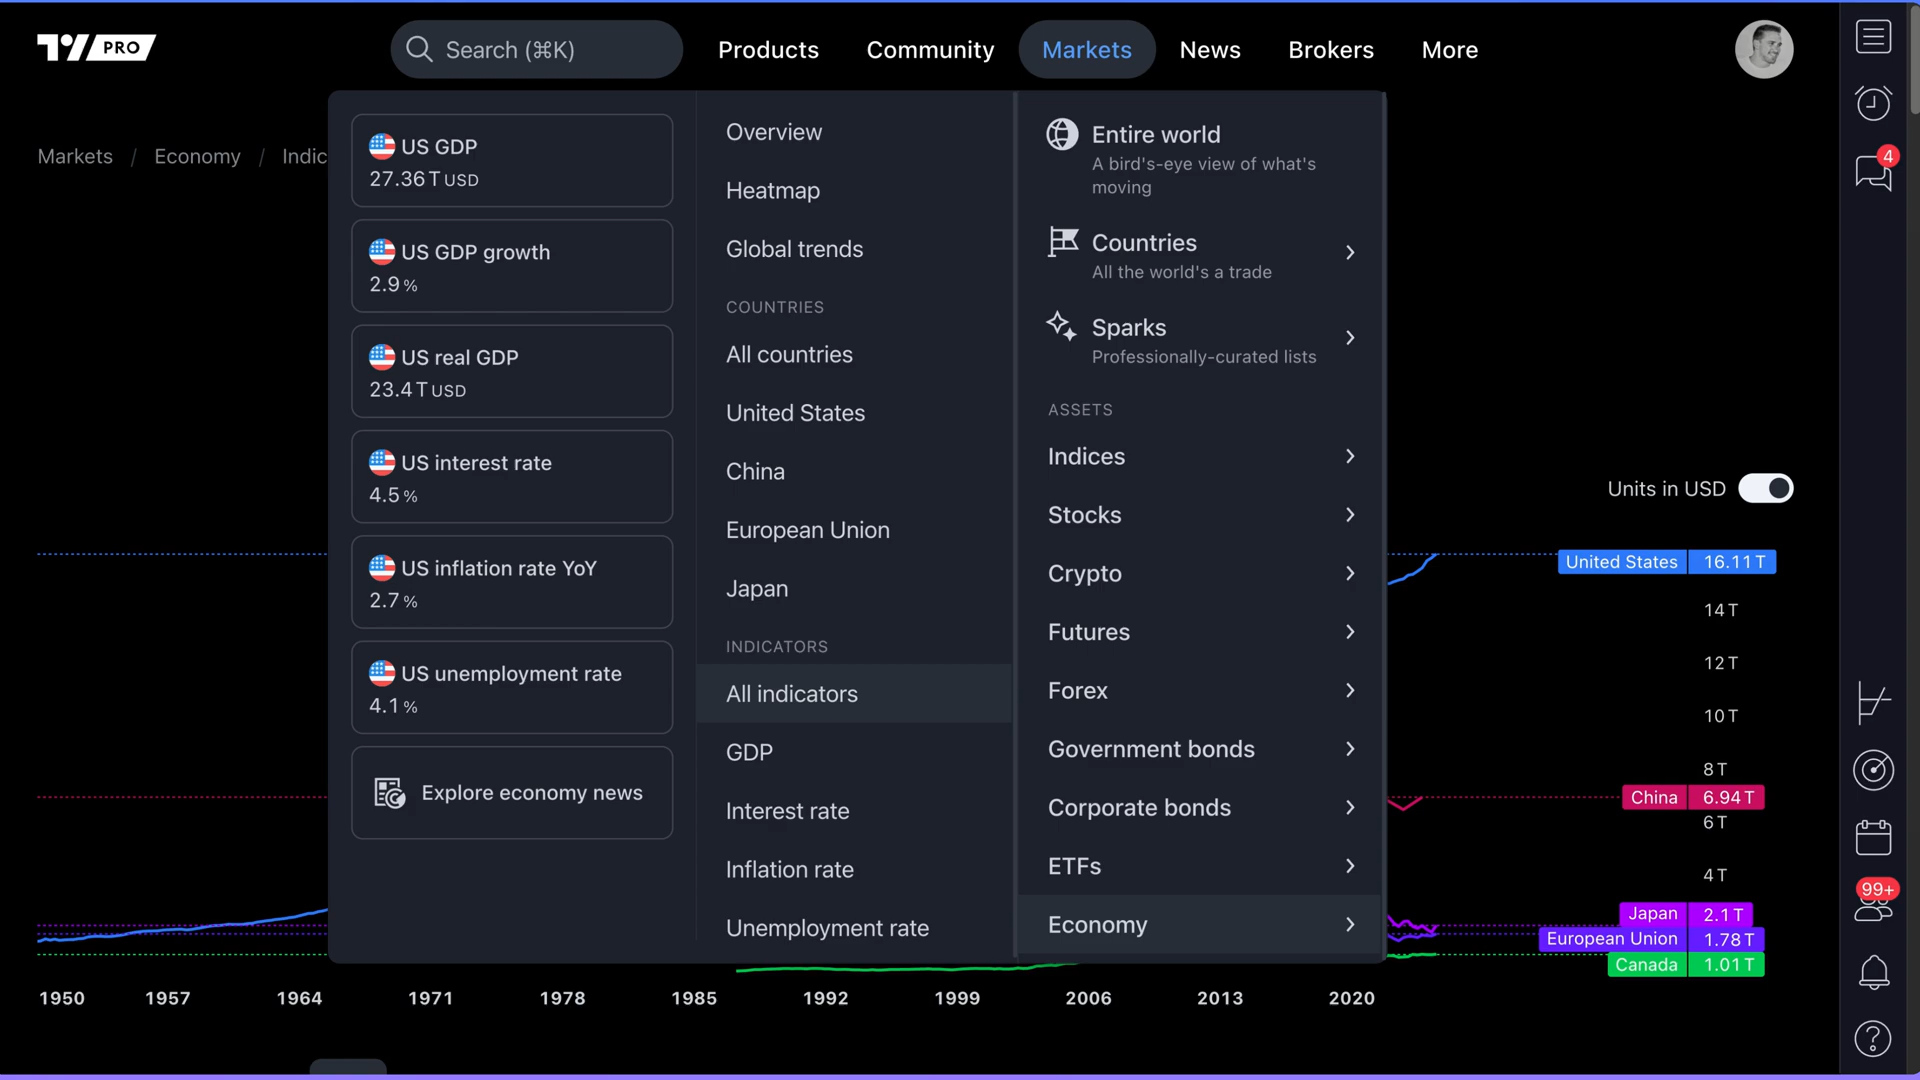 PRO
Search (⌘K)
Products
Community
Markets
News
Brokers
More
Markets / Economy / Indic
US GDP
27.36 T USD
US GDP growth
2.9 %
US real GDP
23.4 T USD
US interest rate
4.5 %
US inflation rate YoY
2.7 %
US unemployment rate
4.1 %
Explore economy news
Overview
Heatmap
Global trends
COUNTRIES
All countries
United States
China
European Union
Japan
INDICATORS
All indicators
GDP
Interest rate
Inflation rate
Unemployment rate
Entire world
A bird's-eye view of what's
moving
Countries
All the world's a trade
Sparks
Professionally-curated lists
ASSETS
Indices
Stocks
Crypto
Futures
Forex
Government bonds
Corporate bonds
ETFs
Economy
Units in USD
United States 16.11 T
14 T
12 T
10 T
8 T
China 6.94 T
6 T
4 T
Japan 2.1 T
European Union 1.78 T
Canada 1.01 T
1950 1957 1964 1971 1978 1985 1992 1999 2006 2013 2020
4
99+